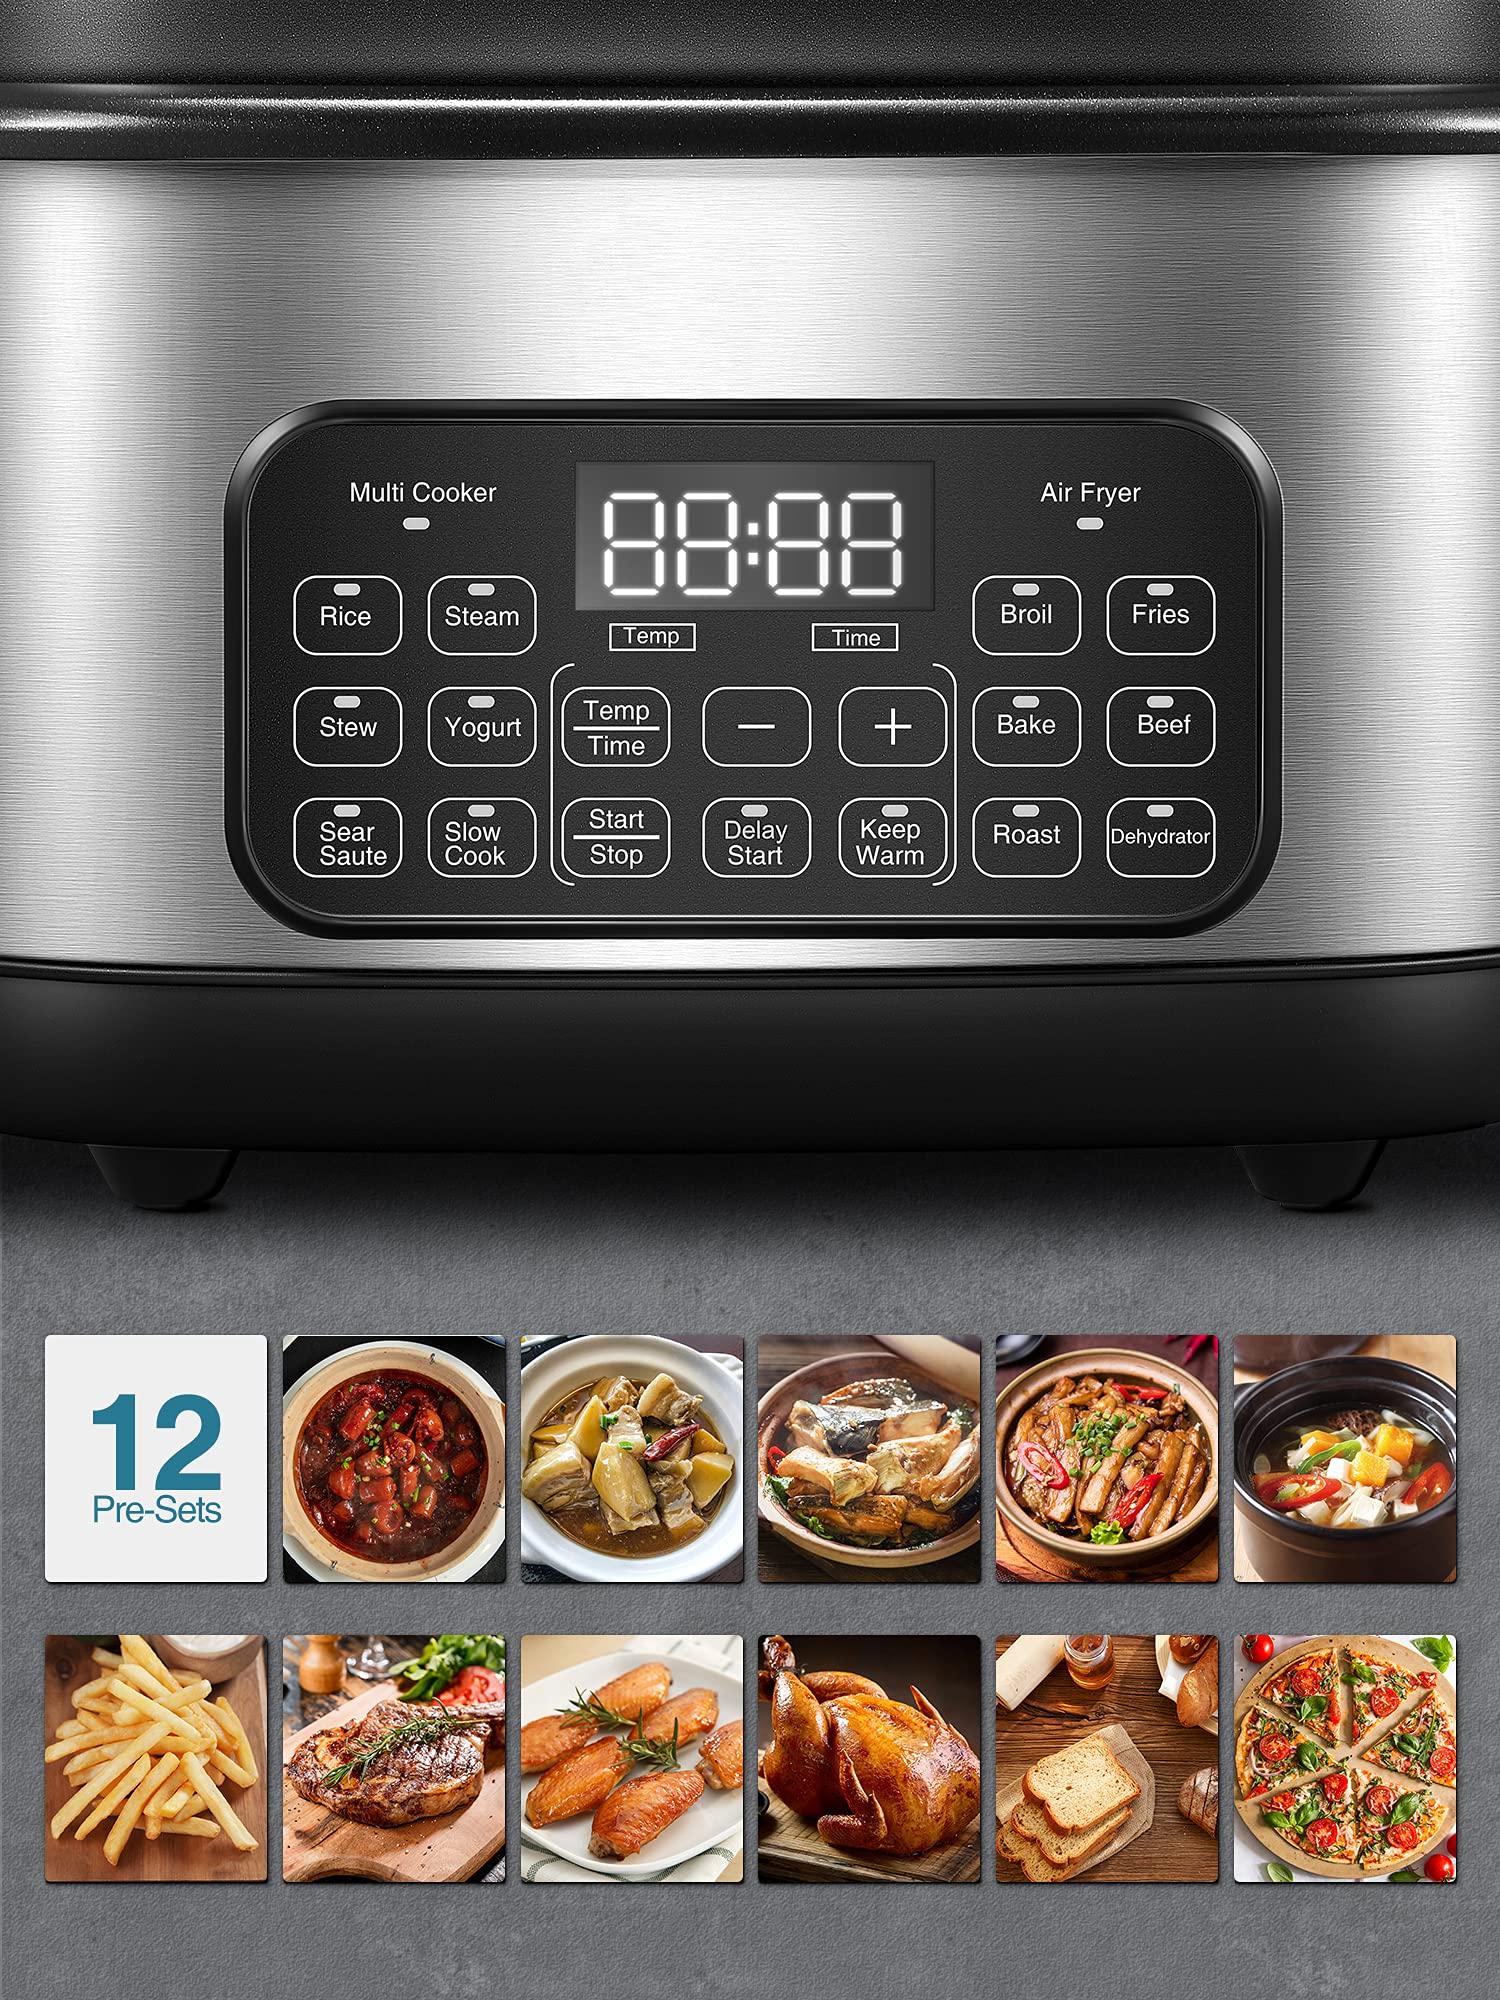 Multi Cooker
88:88
Air Fryer
Rice
Steam
Temp
Time
Broil
Fries
Stew
Yogurt
Temp
Time
−
+
Bake
Beef
Sear
Saute
Slow
Cook
Start
Stop
Delay
Start
Keep
Warm
Roast
Dehydrator
12
Pre-Sets